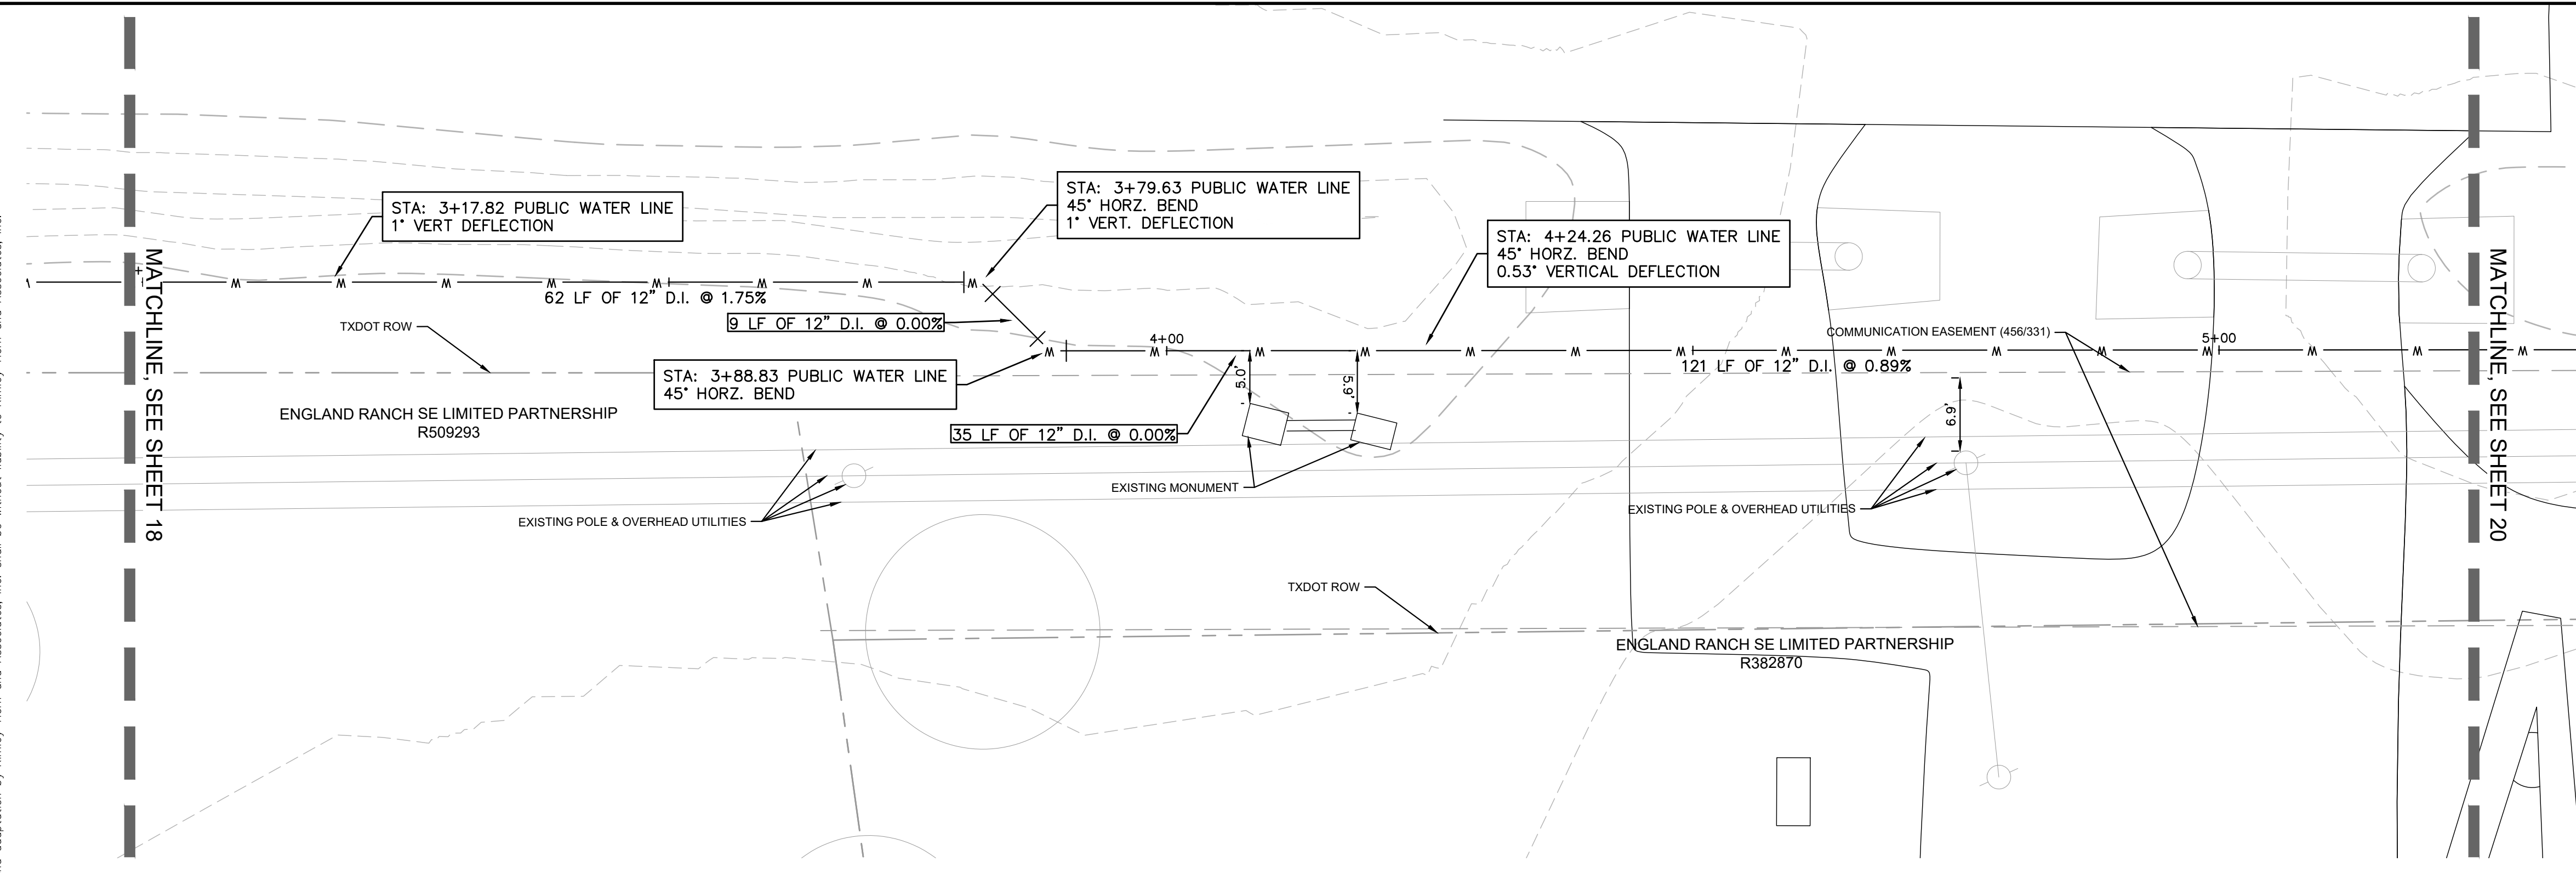 STA: 3+17.82 PUBLIC WATER LINE
1° VERT DEFLECTION
STA: 3+79.63 PUBLIC WATER LINE
45° HORZ. BEND
1° VERT. DEFLECTION
STA: 4+24.26 PUBLIC WATER LINE
45° HORZ. BEND
0.53° VERTICAL DEFLECTION
MATCHLINE, SEE SHEET 18
W W W W W W W W
62 LF OF 12" D.I. @ 1.75%
TXDOT ROW
9 LF OF 12" D.I. @ 0.00%
4+00
COMMUNICATION EASEMENT (456/331)
5+00
W W W W W W W W W W W W W W W
121 LF OF 12" D.I. @ 0.89%
STA: 3+88.83 PUBLIC WATER LINE
45° HORZ. BEND
5.0'
5.9'
6.9'
ENGLAND RANCH SE LIMITED PARTNERSHIP
R509293
35 LF OF 12" D.I. @ 0.00%
EXISTING MONUMENT
EXISTING POLE & OVERHEAD UTILITIES
EXISTING POLE & OVERHEAD UTILITIES
TXDOT ROW
ENGLAND RANCH SE LIMITED PARTNERSHIP
R382870
MATCHLINE, SEE SHEET 20